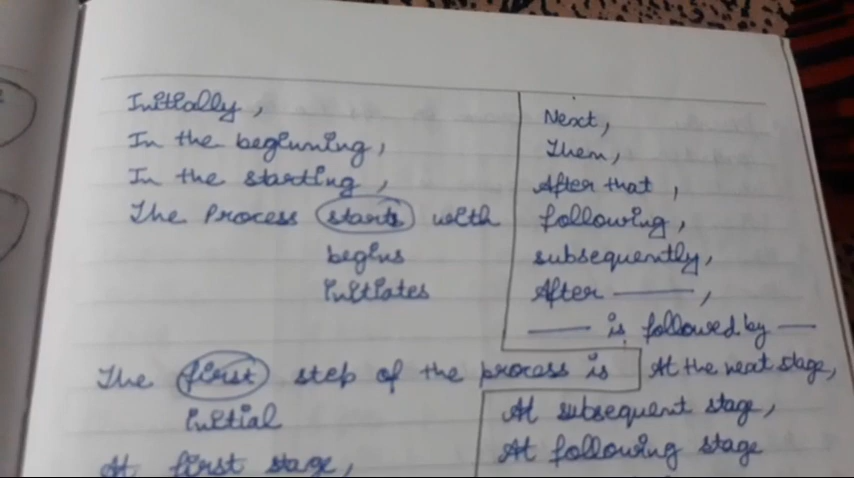 Initially,
In the beginning,
In the starting,
The Process starts with
begins
initiates
The first step of the process is
initial
At first stage,
Next,
Then,
After that,
following,
subsequently,
After ———,
——— is followed by ——
At the next stage,
At subsequent stage,
At following stage